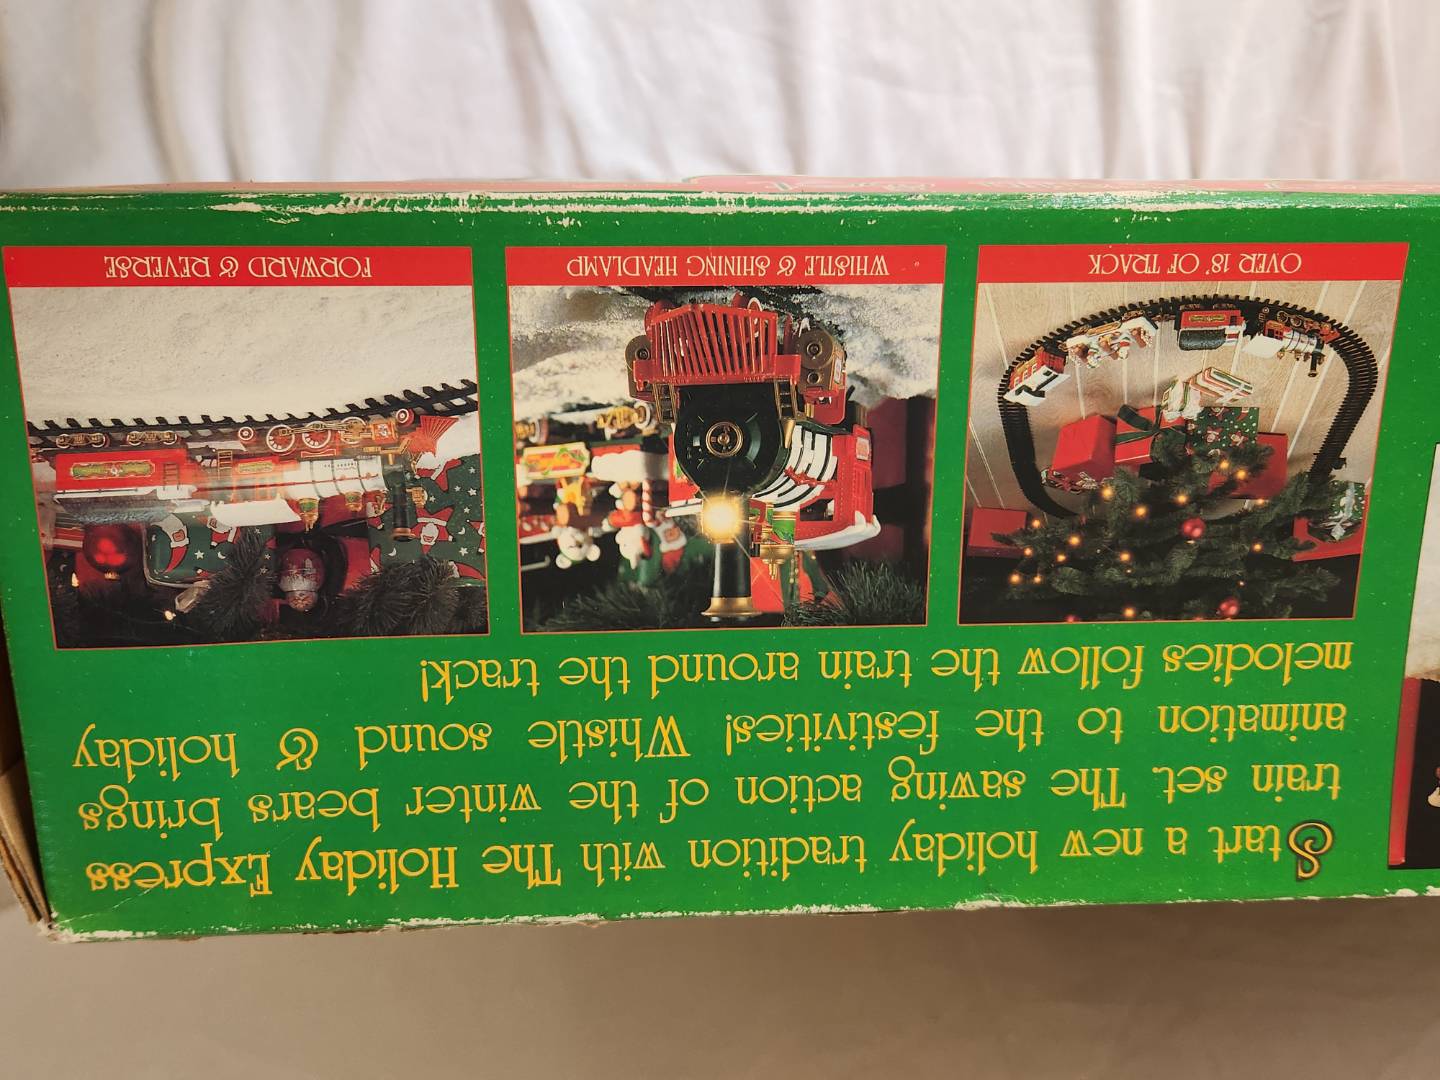 Start a new holiday tradition with The Holiday Express
train set. The sawing action of the winter bears brings
animation to the festivities! Whistle sound & holiday
melodies follow the train around the track!
OVER 18' OF TRACK
WHISTLE & SHINING HEADLAMP
FORWARD & REVERSE